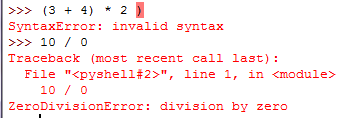 >>> (3 + 4) * 2 )
SyntaxError: invalid syntax
>>> 10 / 0
Traceback (most recent call last):
  File "<pyshell#2>", line 1, in <module>
    10 / 0
ZeroDivisionError: division by zero